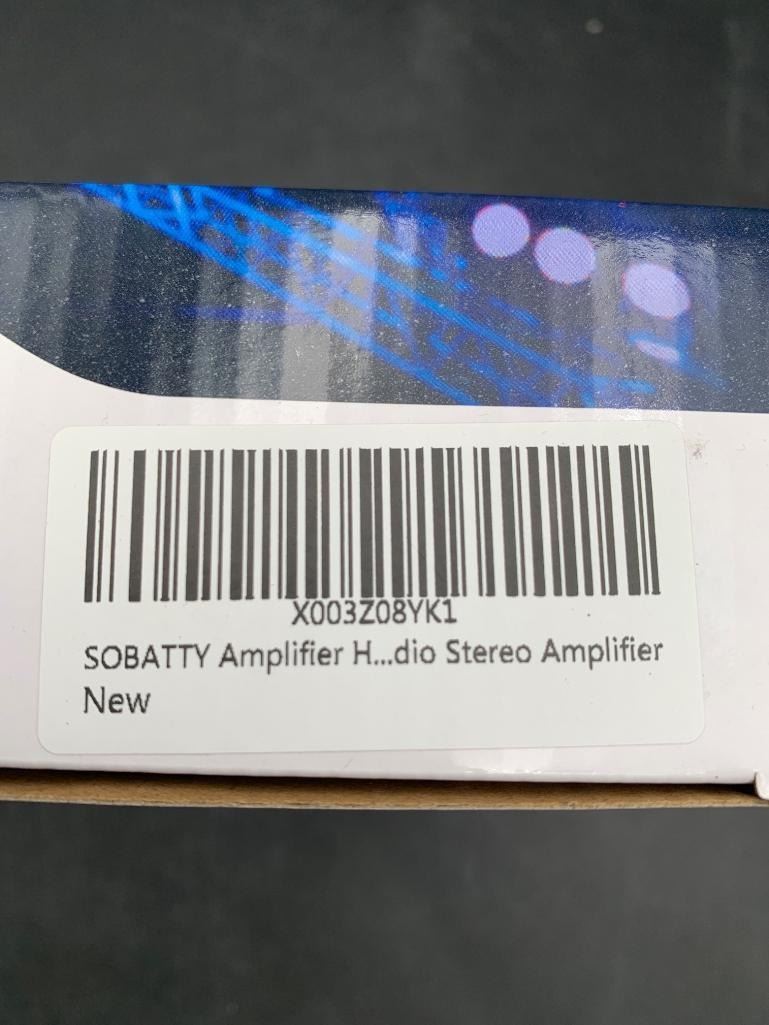 X003Z08YK1
SOBATTY Amplifier H...dio Stereo Amplifier
New